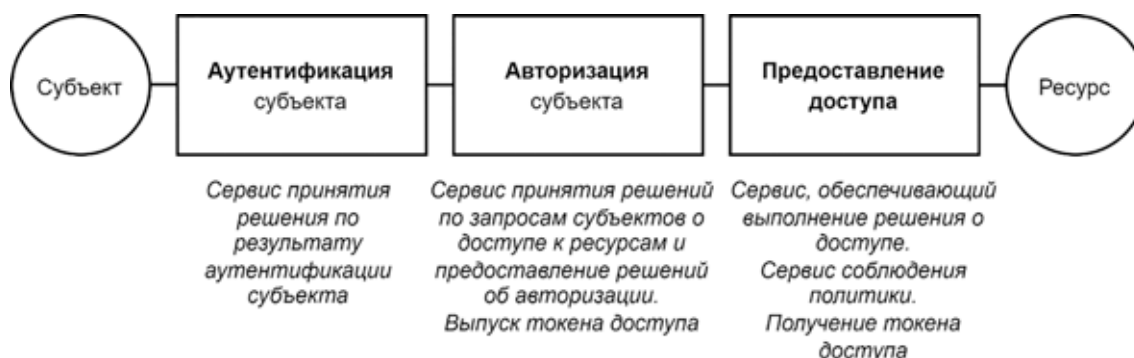 Субъект
Аутентификация
субъекта
Авторизация
субъекта
Предоставление
доступа
Ресурс
Сервис принятия
решения по
результату
аутентификации
субъекта
Сервис принятия решений
по запросам субъектов о
доступе к ресурсам и
предоставление решений
об авторизации.
Выпуск токена доступа
Сервис, обеспечивающий
выполнение решения о
доступе.
Сервис соблюдения
политики.
Получение токена
доступа